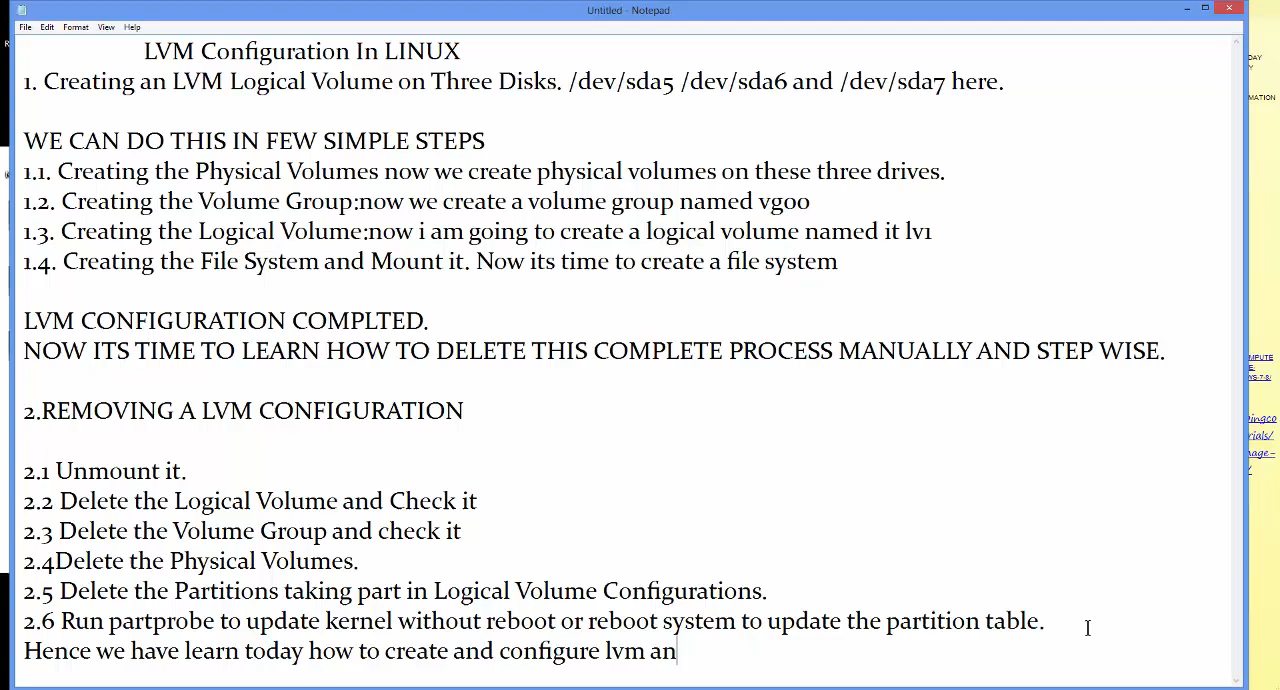 Untitled - Notepad
File Edit Format View Help
LVM Configuration In LINUX
1. Creating an LVM Logical Volume on Three Disks. /dev/sda5 /dev/sda6 and /dev/sda7 here.
WE CAN DO THIS IN FEW SIMPLE STEPS
1.1. Creating the Physical Volumes now we create physical volumes on these three drives.
1.2. Creating the Volume Group:now we create a volume group named vg00
1.3. Creating the Logical Volume:now i am going to create a logical volume named it lv1
1.4. Creating the File System and Mount it. Now its time to create a file system
LVM CONFIGURATION COMPLTED.
NOW ITS TIME TO LEARN HOW TO DELETE THIS COMPLETE PROCESS MANUALLY AND STEP WISE.
2.REMOVING A LVM CONFIGURATION
2.1 Unmount it.
2.2 Delete the Logical Volume and Check it
2.3 Delete the Volume Group and check it
2.4Delete the Physical Volumes.
2.5 Delete the Partitions taking part in Logical Volume Configurations.
2.6 Run partprobe to update kernel without reboot or reboot system to update the partition table.
Hence we have learn today how to create and configure lvm an